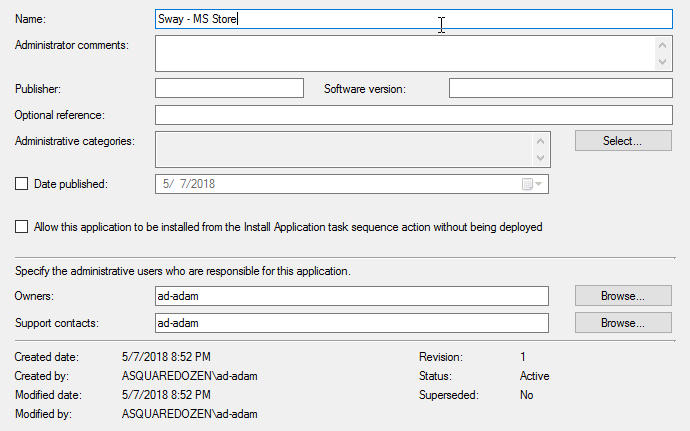 Name: Sway - MS Store
Administrator comments:
Publisher: Software version:
Optional reference:
Administrative categories: Select...
Date published: 5/ 7/2018
Allow this application to be installed from the Install Application task sequence action without being deployed
Specify the administrative users who are responsible for this application.
Owners: ad-adam Browse...
Support contacts: ad-adam Browse...
Created date: 5/7/2018 8:52 PM Revision: 1
Created by: ASQUAREDOZEN\ad-adam Status: Active
Modified date: 5/7/2018 8:52 PM Superseded: No
Modified by: ASQUAREDOZEN\ad-adam